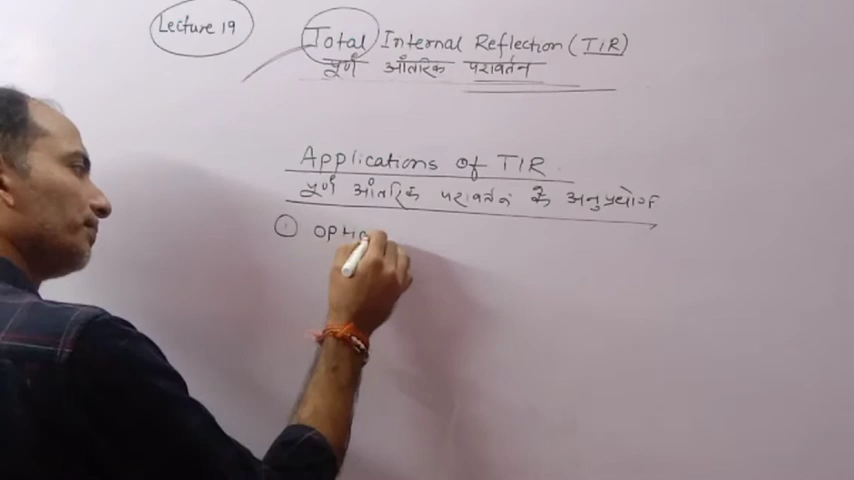 Lecture 19
Total Internal Reflection (TIR)
पूर्ण आंतरिक परावर्तन
Applications of TIR
पूर्ण आंतरिक परावर्तन के अनुप्रयोग
① Optic